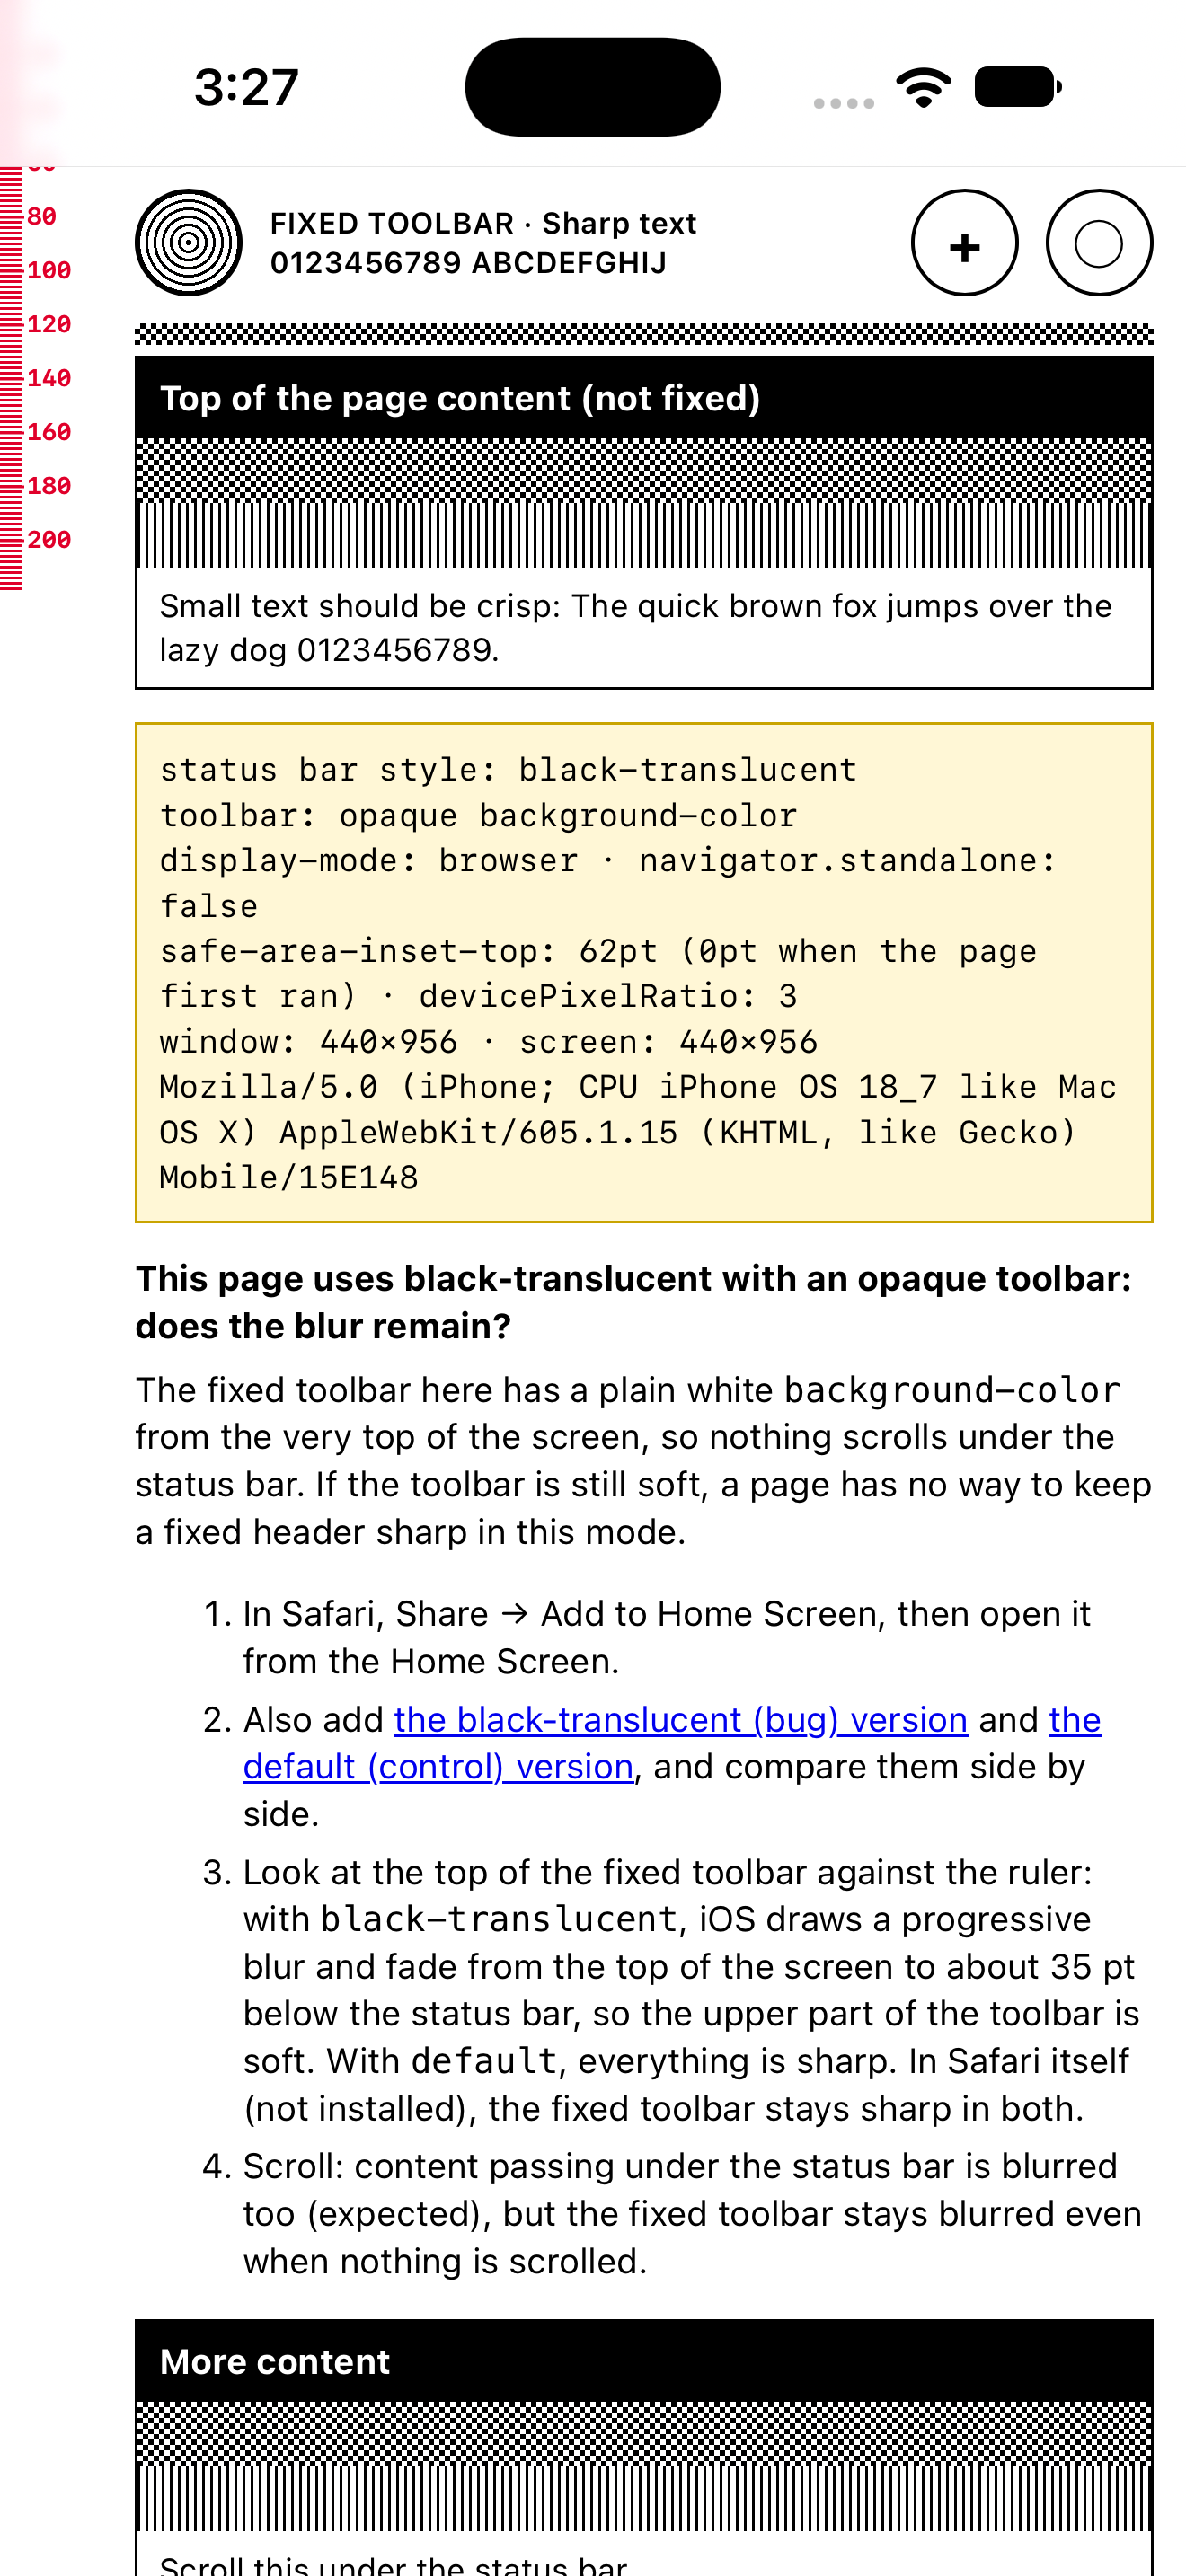 3:27
80
100
120
140
160
180
200
FIXED TOOLBAR · Sharp text
0123456789 ABCDEFGHIJ
+
Top of the page content (not fixed)
Small text should be crisp: The quick brown fox jumps over the
lazy dog 0123456789.
status bar style: black-translucent
toolbar: opaque background-color
display-mode: browser · navigator.standalone:
false
safe-area-inset-top: 62pt (0pt when the page
first ran) · devicePixelRatio: 3
window: 440×956 · screen: 440×956
Mozilla/5.0 (iPhone; CPU iPhone OS 18_7 like Mac
OS X) AppleWebKit/605.1.15 (KHTML, like Gecko)
Mobile/15E148
This page uses black-translucent with an opaque toolbar:
does the blur remain?
The fixed toolbar here has a plain white background-color
from the very top of the screen, so nothing scrolls under the
status bar. If the toolbar is still soft, a page has no way to keep
a fixed header sharp in this mode.
1. In Safari, Share → Add to Home Screen, then open it
from the Home Screen.
2. Also add the black-translucent (bug) version and the
default (control) version, and compare them side by
side.
3. Look at the top of the fixed toolbar against the ruler:
with black-translucent, iOS draws a progressive
blur and fade from the top of the screen to about 35 pt
below the status bar, so the upper part of the toolbar is
soft. With default, everything is sharp. In Safari itself
(not installed), the fixed toolbar stays sharp in both.
4. Scroll: content passing under the status bar is blurred
too (expected), but the fixed toolbar stays blurred even
when nothing is scrolled.
More content
Scroll this under the status bar.